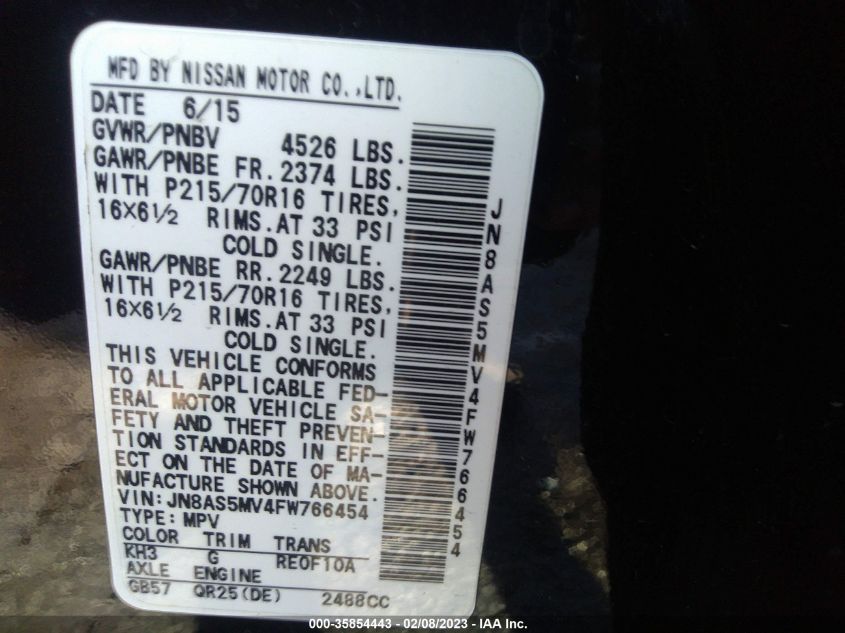 MFD BY NISSAN MOTOR CO.,LTD.
DATE 6/15
GVWR/PNBV 4526 LBS.
GAWR/PNBE FR. 2374 LBS.
WITH P215/70R16 TIRES,
16X6½ RIMS. AT 33 PSI
COLD SINGLE.
GAWR/PNBE RR. 2249 LBS.
WITH P215/70R16 TIRES,
16X6½ RIMS. AT 33 PSI
COLD SINGLE.
THIS VEHICLE CONFORMS
TO ALL APPLICABLE FED-
ERAL MOTOR VEHICLE SA-
FETY AND THEFT PREVEN-
TION STANDARDS IN EFF-
ECT ON THE DATE OF MA-
NUFACTURE SHOWN ABOVE.
VIN: JN8AS5MV4FW766454
TYPE: MPV
COLOR TRIM TRANS
KH3 G RE0F10A
AXLE ENGINE
GB57 QR25(DE) 2488CC
JN8AS5MV4FW766454
000-35854443 - 02/08/2023 - IAA Inc.